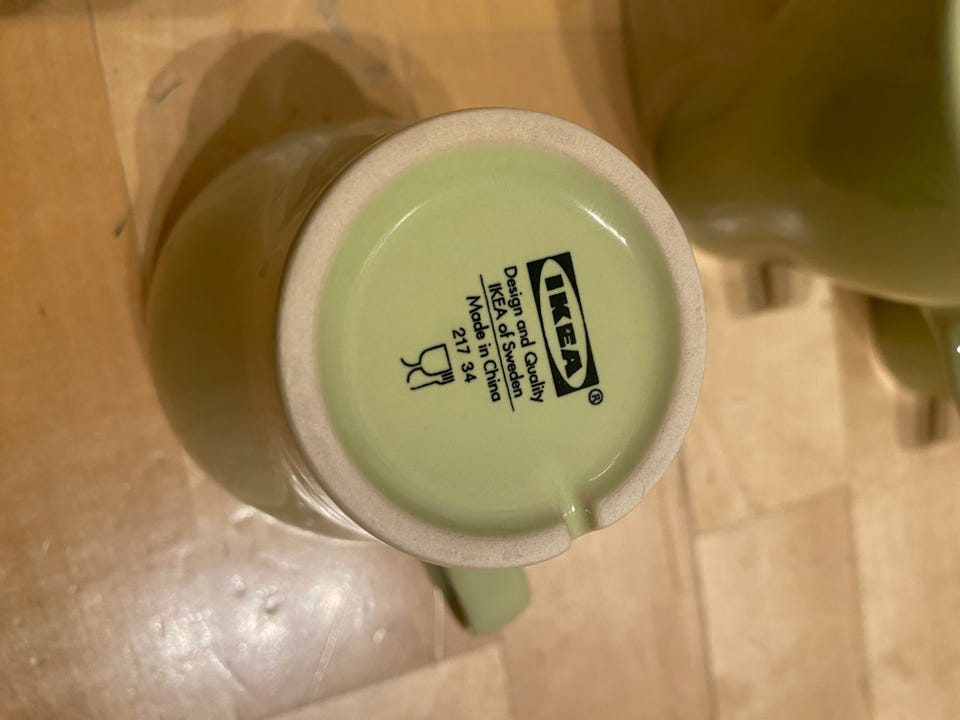 IKEA®
Design and Quality
IKEA of Sweden
Made in China
217 34